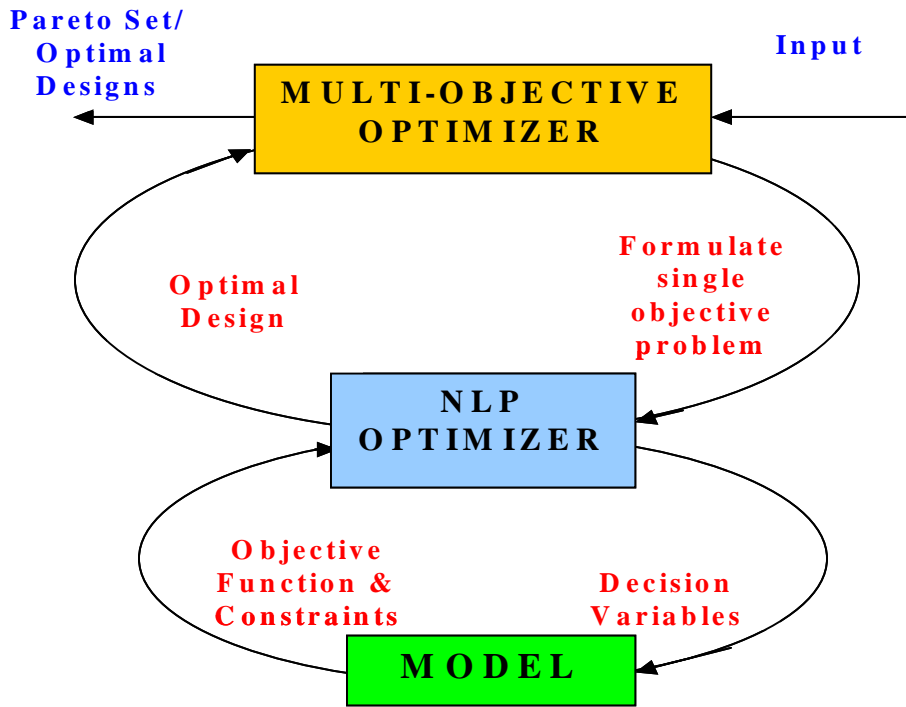 Pareto Set/
Optimal
Designs
Input
MULTI-OBJECTIVE
OPTIMIZER
Formulate
single
objective
problem
Optimal
Design
NLP
OPTIMIZER
Objective
Function &
Constraints
Decision
Variables
MODEL